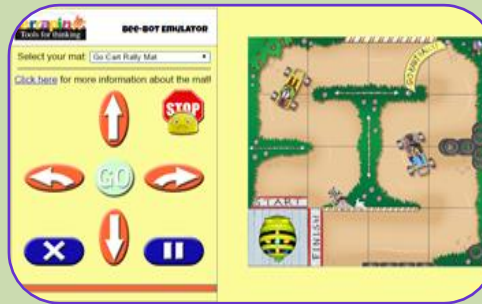 Tools for thinking
BEE-BOT EMULATOR
Select your mat: Go Cart Rally Mat
Click here for more information about the mat!
STOP
GO
START
FINISH